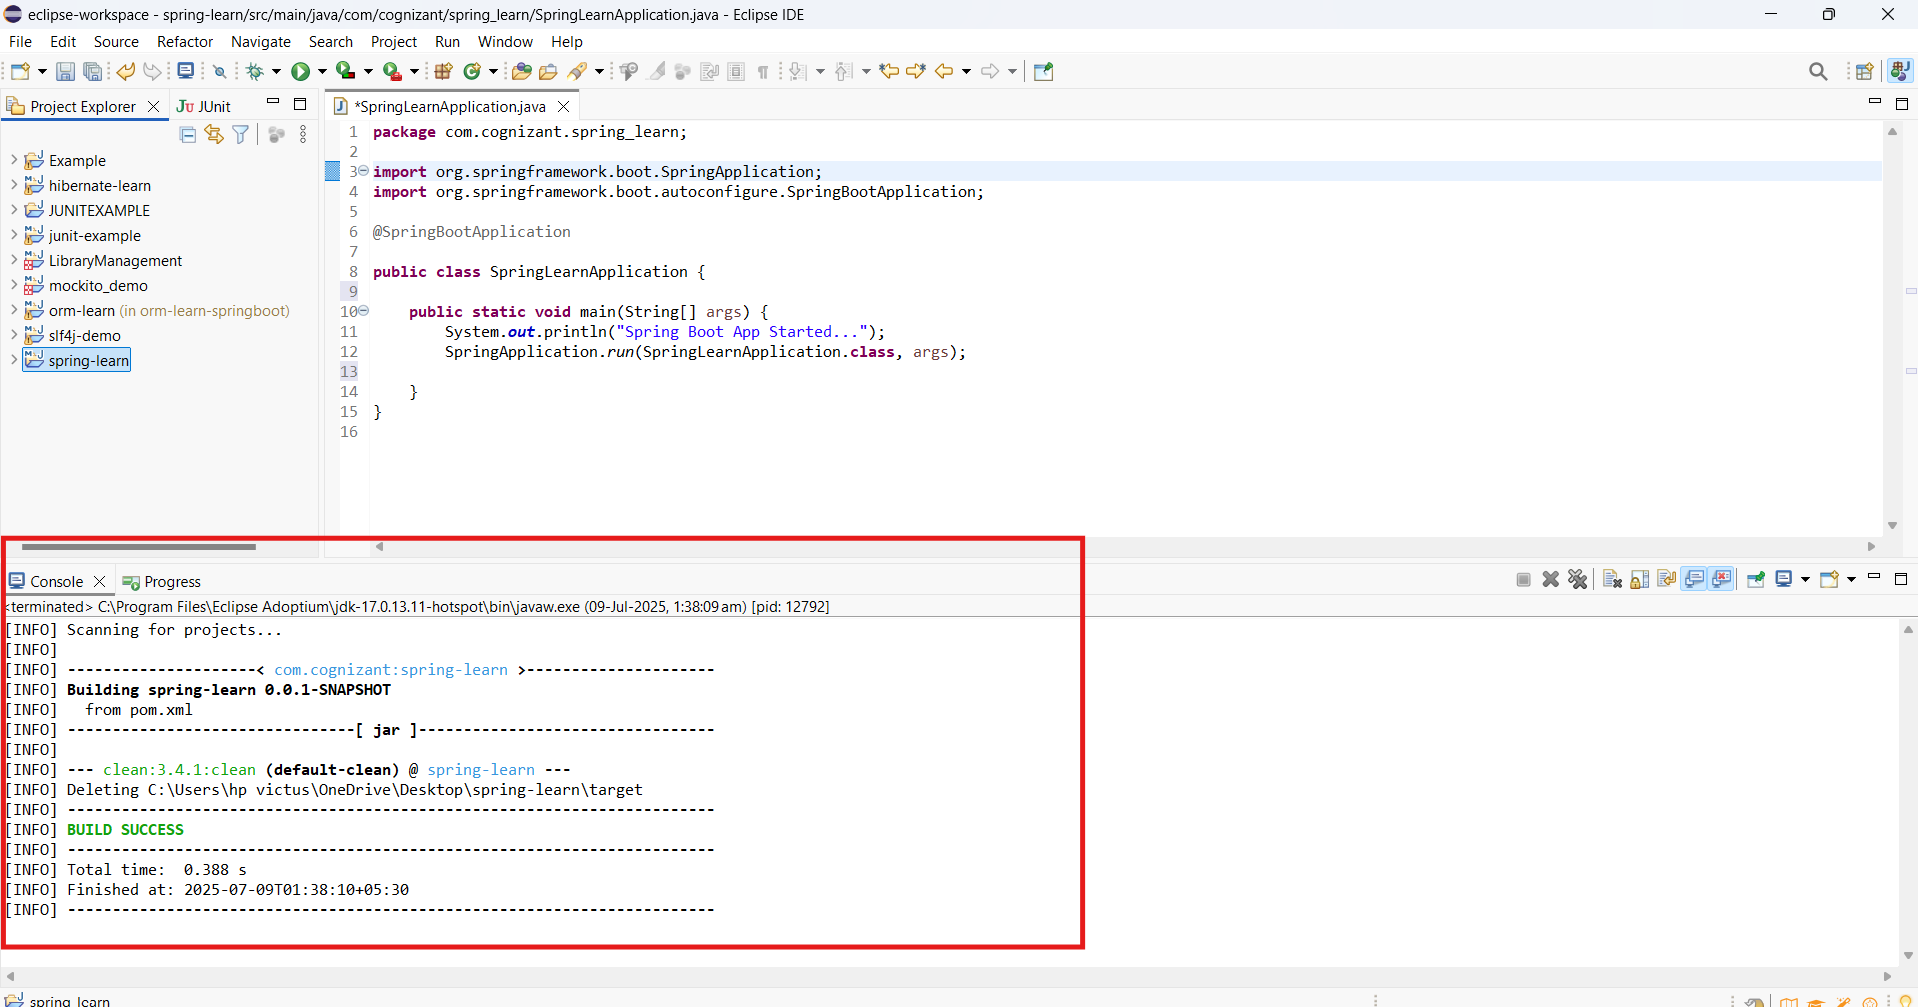 eclipse-workspace - spring-learn/src/main/java/com/cognizant/spring_learn/SpringLearnApplication.java - Eclipse IDE
File Edit Source Refactor Navigate Search Project Run Window Help
Project Explorer JUnit
*SpringLearnApplication.java
Example
hibernate-learn
JUNITEXAMPLE
junit-example
LibraryManagement
mockito_demo
orm-learn (in orm-learn-springboot)
slf4j-demo
spring-learn
1 package com.cognizant.spring_learn;
2
3 import org.springframework.boot.SpringApplication;
4 import org.springframework.boot.autoconfigure.SpringBootApplication;
5
6 @SpringBootApplication
7
8 public class SpringLearnApplication {
9
10 public static void main(String[] args) {
11 System.out.println("Spring Boot App Started...");
12 SpringApplication.run(SpringLearnApplication.class, args);
13
14 }
15 }
16
Console Progress
<terminated> C:\Program Files\Eclipse Adoptium\jdk-17.0.13.11-hotspot\bin\javaw.exe (09-Jul-2025, 1:38:09 am) [pid: 12792]
[INFO] Scanning for projects...
[INFO]
[INFO] ---------------------< com.cognizant:spring-learn >---------------------
[INFO] Building spring-learn 0.0.1-SNAPSHOT
[INFO]   from pom.xml
[INFO] --------------------------------[ jar ]---------------------------------
[INFO]
[INFO] --- clean:3.4.1:clean (default-clean) @ spring-learn ---
[INFO] Deleting C:\Users\hp victus\OneDrive\Desktop\spring-learn\target
[INFO] ------------------------------------------------------------------------
[INFO] BUILD SUCCESS
[INFO] ------------------------------------------------------------------------
[INFO] Total time:  0.388 s
[INFO] Finished at: 2025-07-09T01:38:10+05:30
[INFO] ------------------------------------------------------------------------
spring_learn